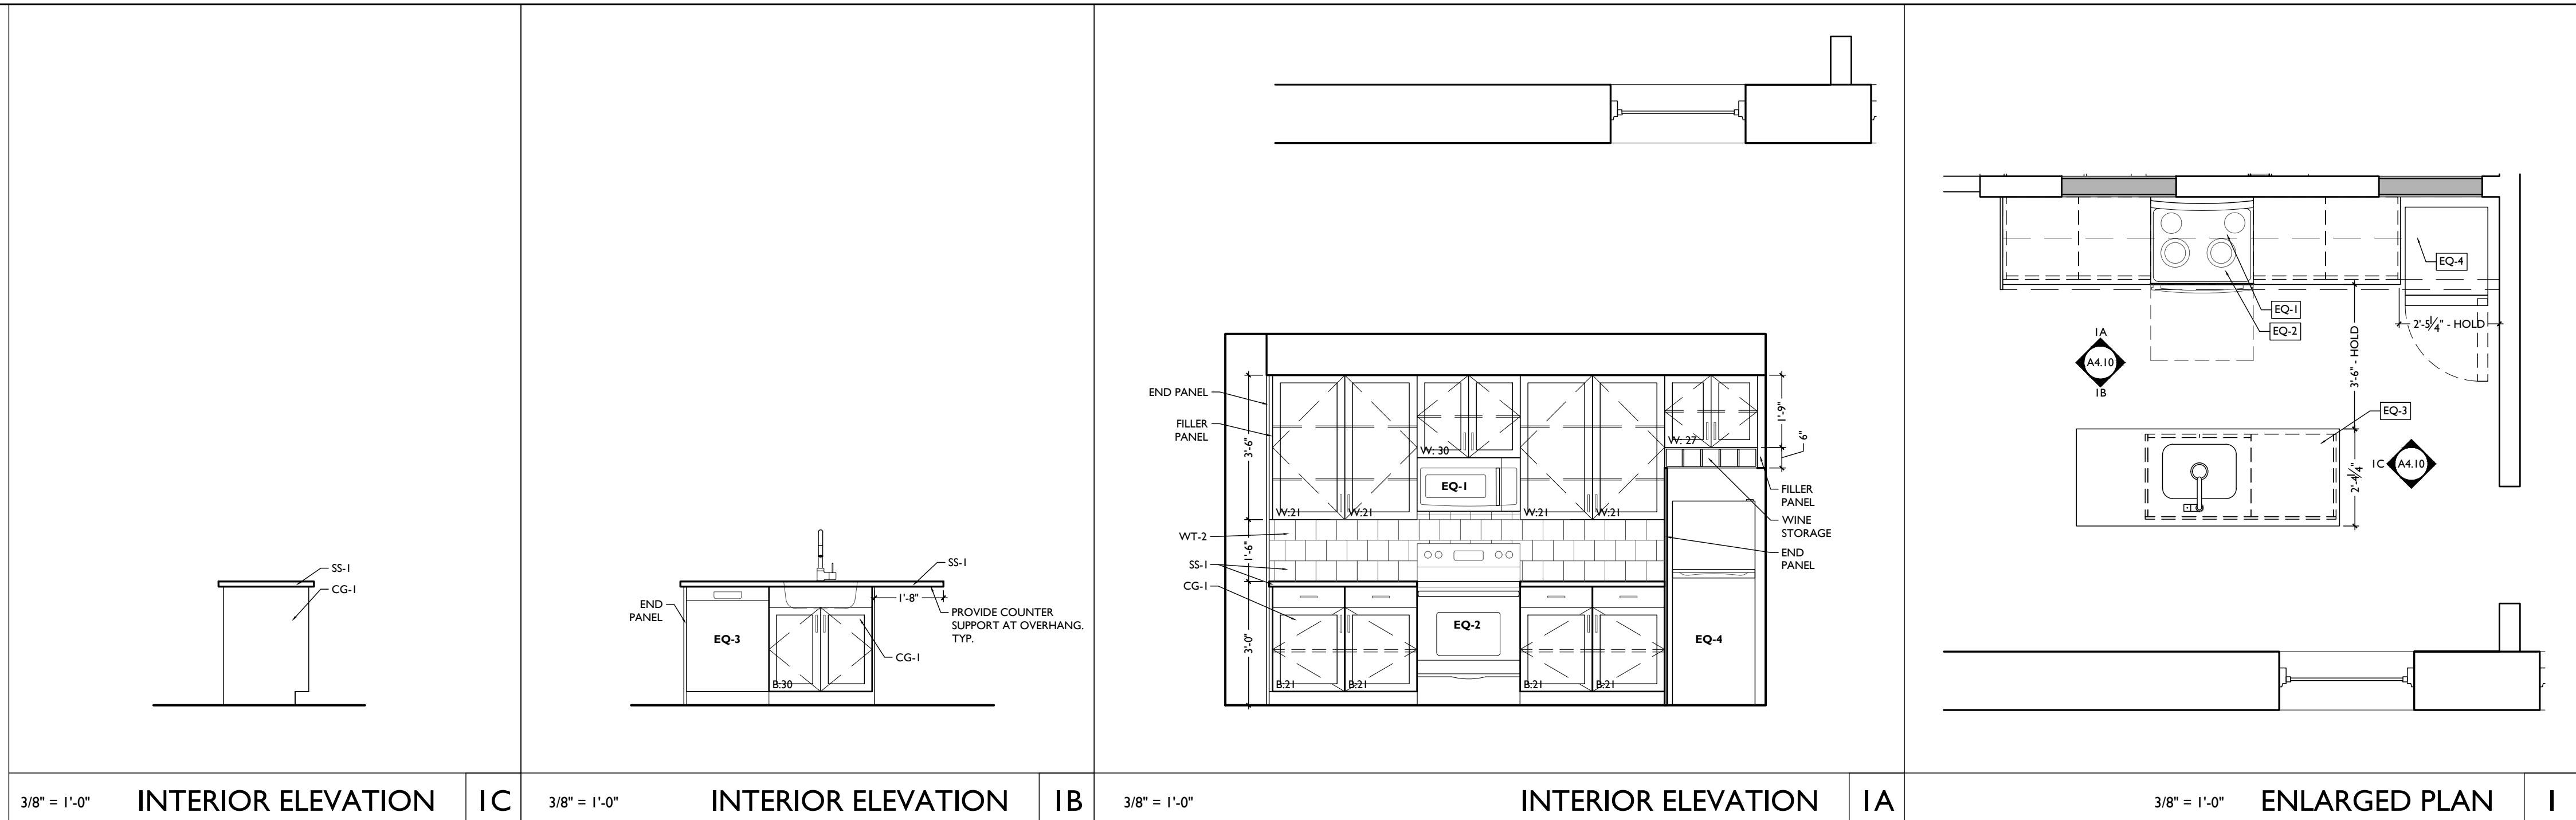 SS-1
CG-1
3/8" = 1'-0"
INTERIOR ELEVATION
1C
SS-1
1'-8"
END
PANEL
PROVIDE COUNTER
SUPPORT AT OVERHANG.
TYP.
EQ-3
CG-1
B:30
3/8" = 1'-0"
INTERIOR ELEVATION
1B
END PANEL
FILLER
PANEL
3'-6"
1'-9"
6"
W: 30
W: 27
EQ-1
W:21
W:21
W:21
W:21
FILLER
PANEL
WINE
STORAGE
END
PANEL
WT-2
1'-6"
SS-1
CG-1
3'-0"
EQ-2
EQ-4
B:21
B:21
B:21
B:21
3/8" = 1'-0"
INTERIOR ELEVATION
1A
EQ-4
EQ-1
EQ-2
2'-5 1/4" - HOLD
3'-6" - HOLD
1A
A4.10
1B
EQ-3
1C
A4.10
2'-4 1/4"
3/8" = 1'-0"
ENLARGED PLAN
1